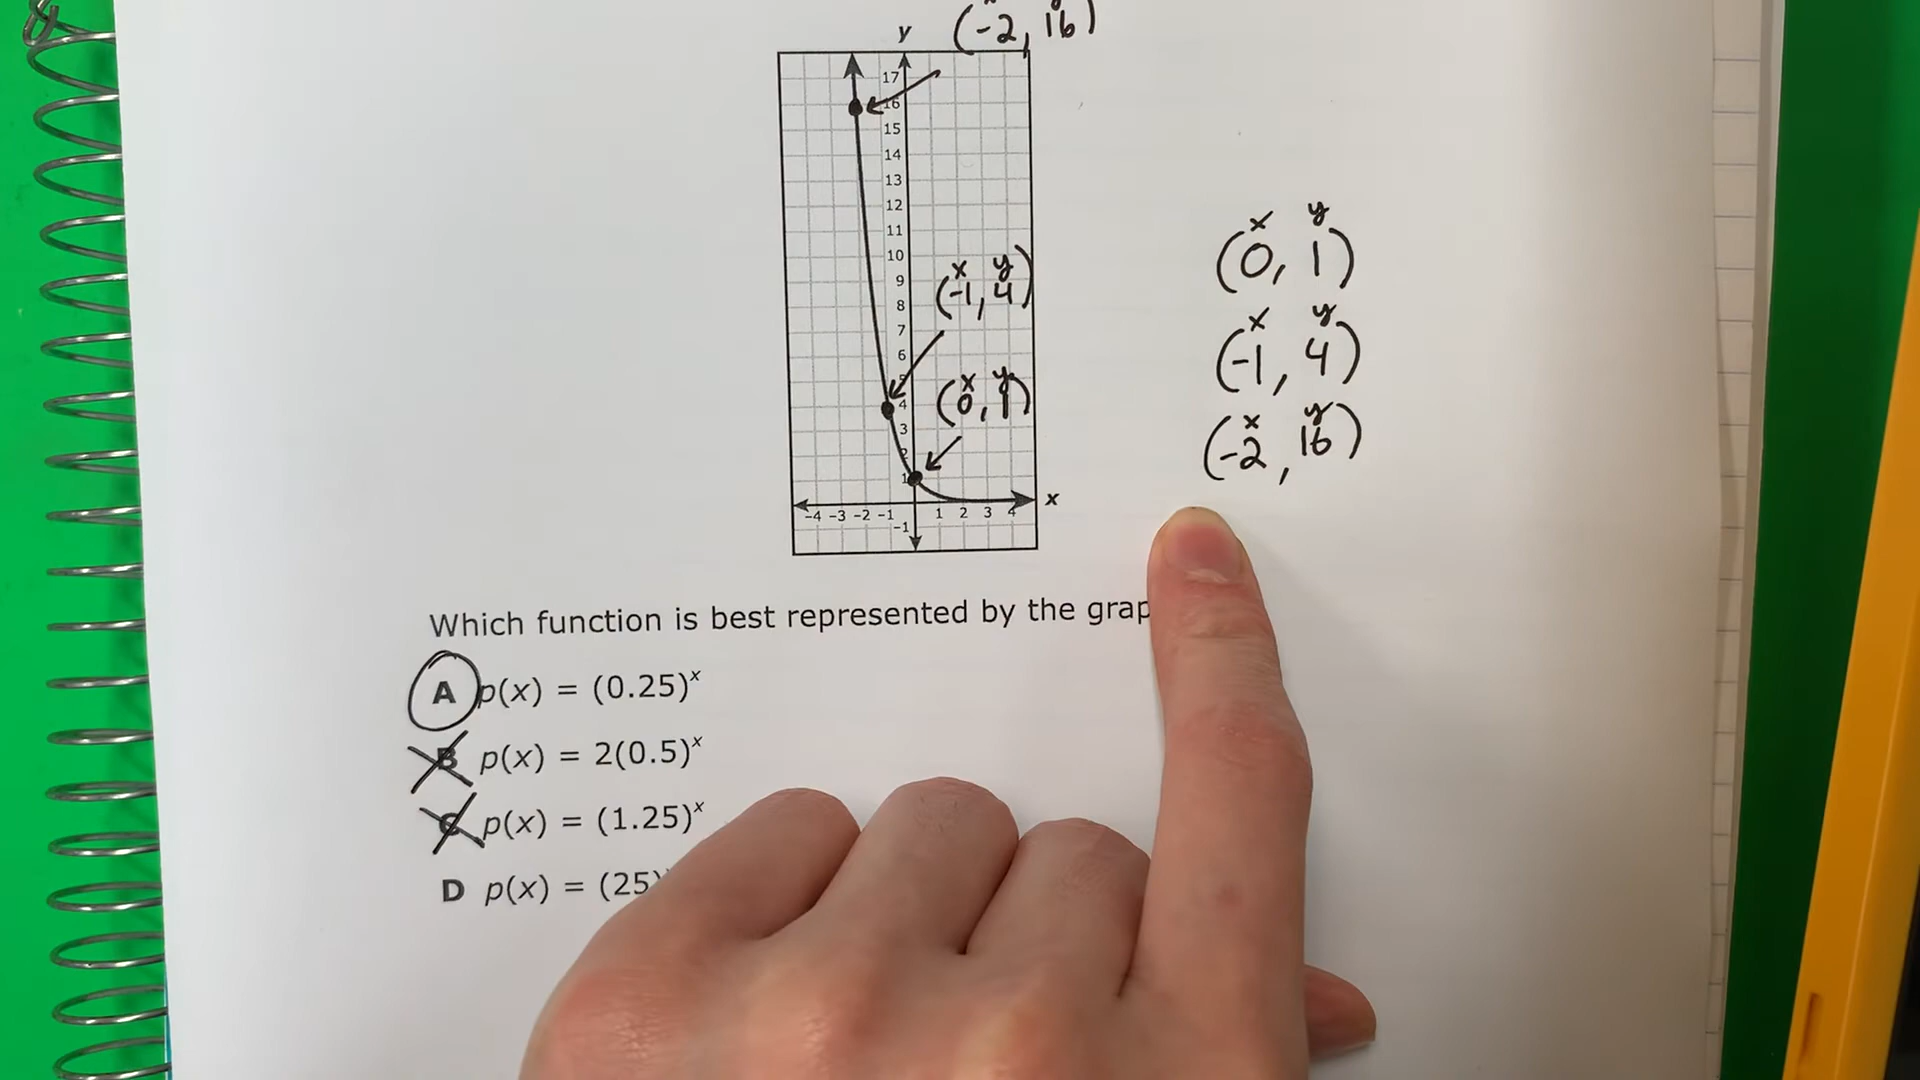 (-2, 16)
y
17
16
15
14
13
12
11
10
9
8
x y
(-1, 4)
7
6
4
x y
(0, 1)
3
2
1
x
-4 -3 -2 -1 1 2 3 4
-1
x y
(0, 1)
x y
(-1, 4)
x y
(-2, 16)
Which function is best represented by the
A p(x) = (0.25)ˣ
B p(x) = 2(0.5)ˣ
C p(x) = (1.25)ˣ
D p(x) = (25)